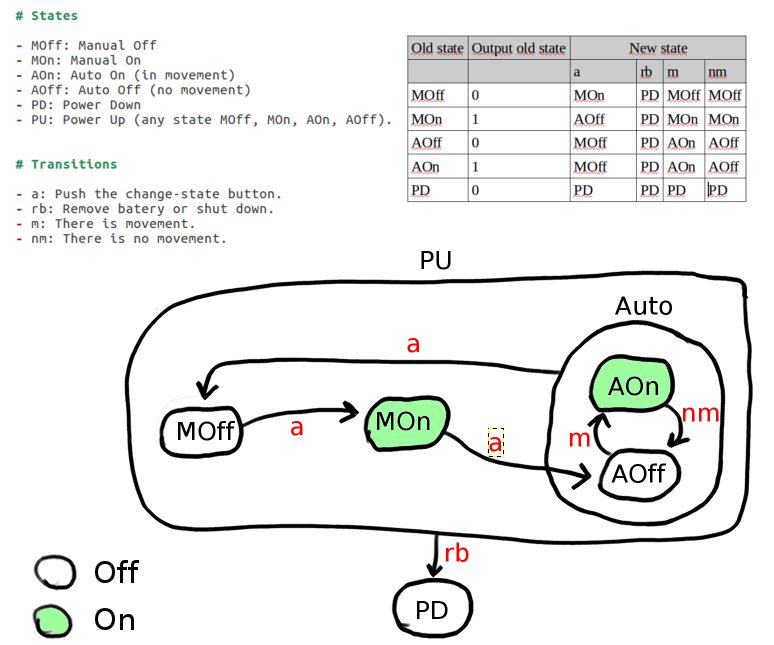 # States
- MOff: Manual Off
- MOn: Manual On
- AOn: Auto On (in movement)
- AOff: Auto Off (no movement)
- PD: Power Down
- PU: Power Up (any state MOff, MOn, AOn, AOff).
# Transitions
- a: Push the change-state button.
- rb: Remove batery or shut down.
- m: There is movement.
- nm: There is no movement.
Old state Output old state New state
a rb m nm
MOff 0 MOn PD MOff MOff
MOn 1 AOff PD MOn MOn
AOff 0 MOff PD AOn AOff
AOn 1 MOff PD AOn AOff
PD 0 PD PD PD PD
PU
Auto
a
AOn
MOff
a
MOn
a
m
nm
AOff
rb
PD
Off
On